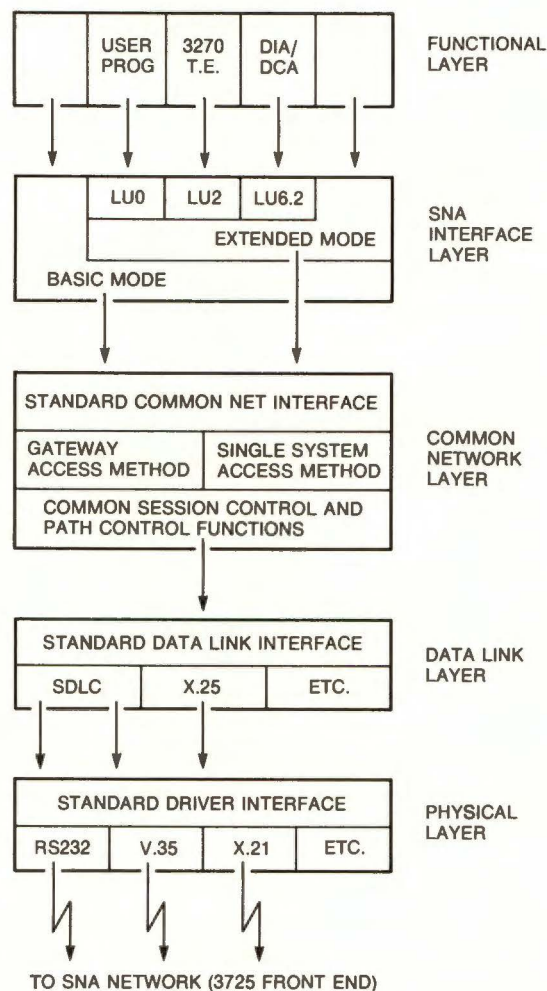 USER PROG
3270 T.E.
DIA/ DCA
FUNCTIONAL LAYER
LU0
LU2
LU6.2
EXTENDED MODE
BASIC MODE
SNA INTERFACE LAYER
STANDARD COMMON NET INTERFACE
GATEWAY ACCESS METHOD
SINGLE SYSTEM ACCESS METHOD
COMMON SESSION CONTROL AND
PATH CONTROL FUNCTIONS
COMMON NETWORK LAYER
STANDARD DATA LINK INTERFACE
SDLC
X.25
ETC.
DATA LINK LAYER
STANDARD DRIVER INTERFACE
RS232
V.35
X.21
ETC.
PHYSICAL LAYER
TO SNA NETWORK (3725 FRONT END)